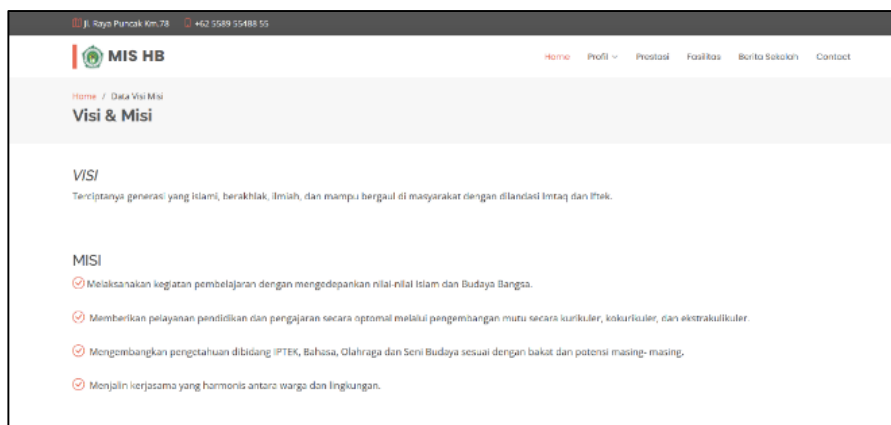 Jl. Raya Puncak Km.78 +62 5589 55488 55
MIS HB
Home Profil Prestasi Fasilitas Berita Sekolah Contact
Home / Data Visi Misi
Visi & Misi
VISI
Terciptanya generasi yang islami, berakhlak, ilmiah, dan mampu bergaul di masyarakat dengan dilandasi Imtaq dan Iftek.
MISI
Melaksanakan kegiatan pembelajaran dengan mengedepankan nilai-nilai Islam dan Budaya Bangsa.
Memberikan pelayanan pendidikan dan pengajaran secara optomal melalui pengembangan mutu secara kurikuler, kokurikuler, dan ekstrakulikuler.
Mengembangkan pengetahuan dibidang IPTEK, Bahasa, Olahraga dan Seni Budaya sesuai dengan bakat dan potensi masing- masing.
Menjalin kerjasama yang harmonis antara warga dan lingkungan.